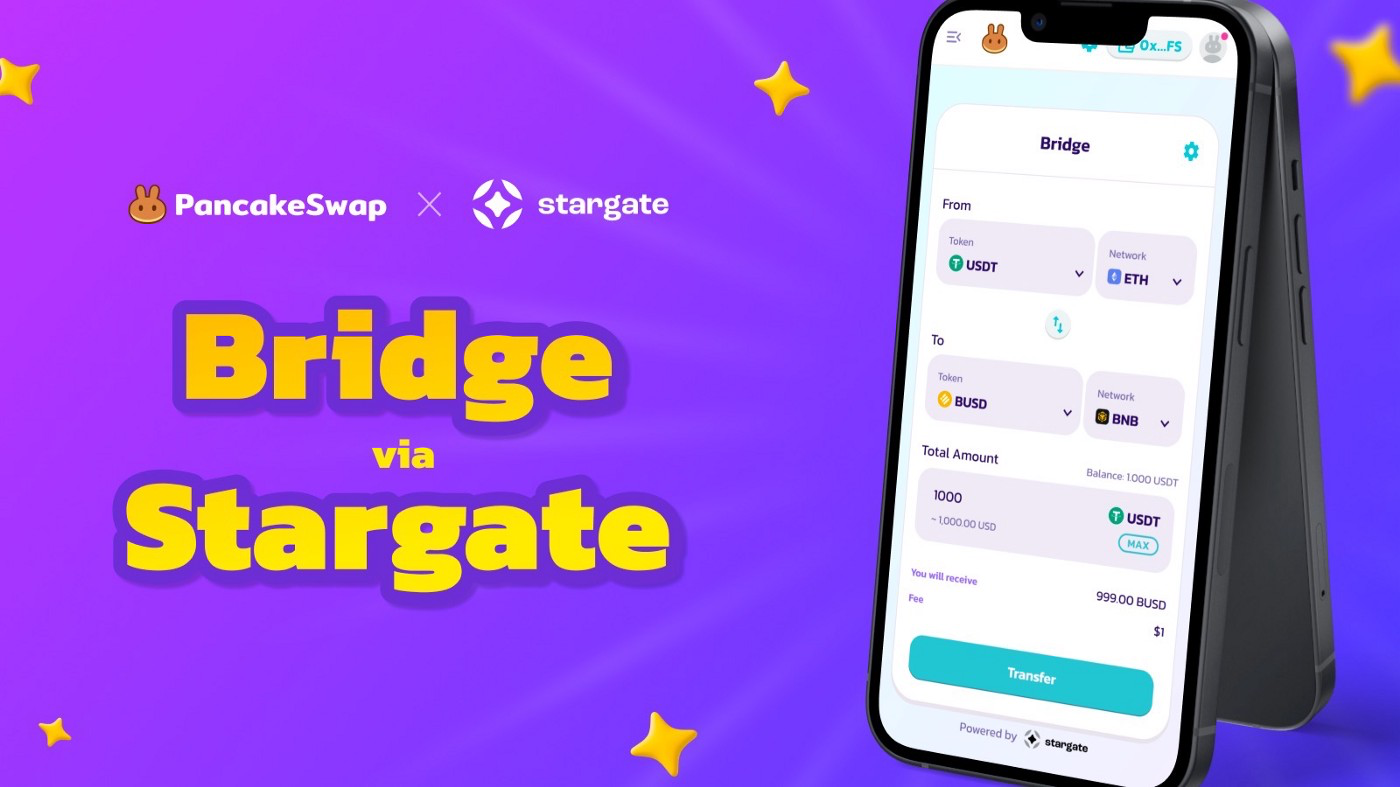 PancakeSwap
stargate
Bridge
via
Stargate
0x...FS
Bridge
From
Token
USDT
Network
ETH
To
Token
BUSD
Network
BNB
Total Amount
Balance: 1.000 USDT
1000
~ 1,000.00 USD
USDT
MAX
You will receive
999.00 BUSD
Fee
$1
Transfer
Powered by stargate